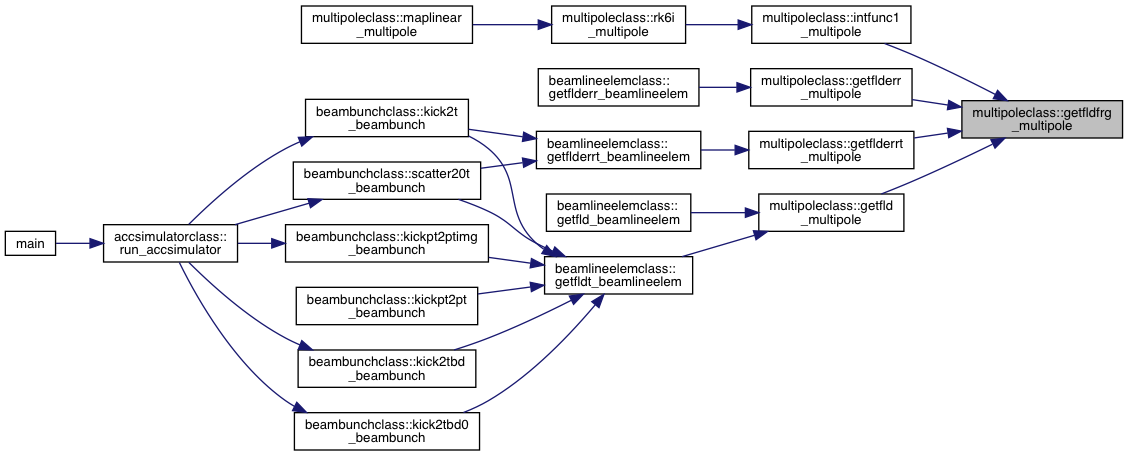 multipoleclass::maplinear
_multipole
multipoleclass::rk6i
_multipole
multipoleclass::intfunc1
_multipole
beamlineelemclass::
getflderr_beamlineelem
multipoleclass::getflderr
_multipole
multipoleclass::getfldfrg
_multipole
beambunchclass::kick2t
_beambunch
beamlineelemclass::
getflderrt_beamlineelem
multipoleclass::getflderrt
_multipole
beambunchclass::scatter20t
_beambunch
beamlineelemclass::
getfld_beamlineelem
multipoleclass::getfld
_multipole
main
accsimulatorclass::
run_accsimulator
beambunchclass::kickpt2ptimg
_beambunch
beamlineelemclass::
getfldt_beamlineelem
beambunchclass::kickpt2pt
_beambunch
beambunchclass::kick2tbd
_beambunch
beambunchclass::kick2tbd0
_beambunch